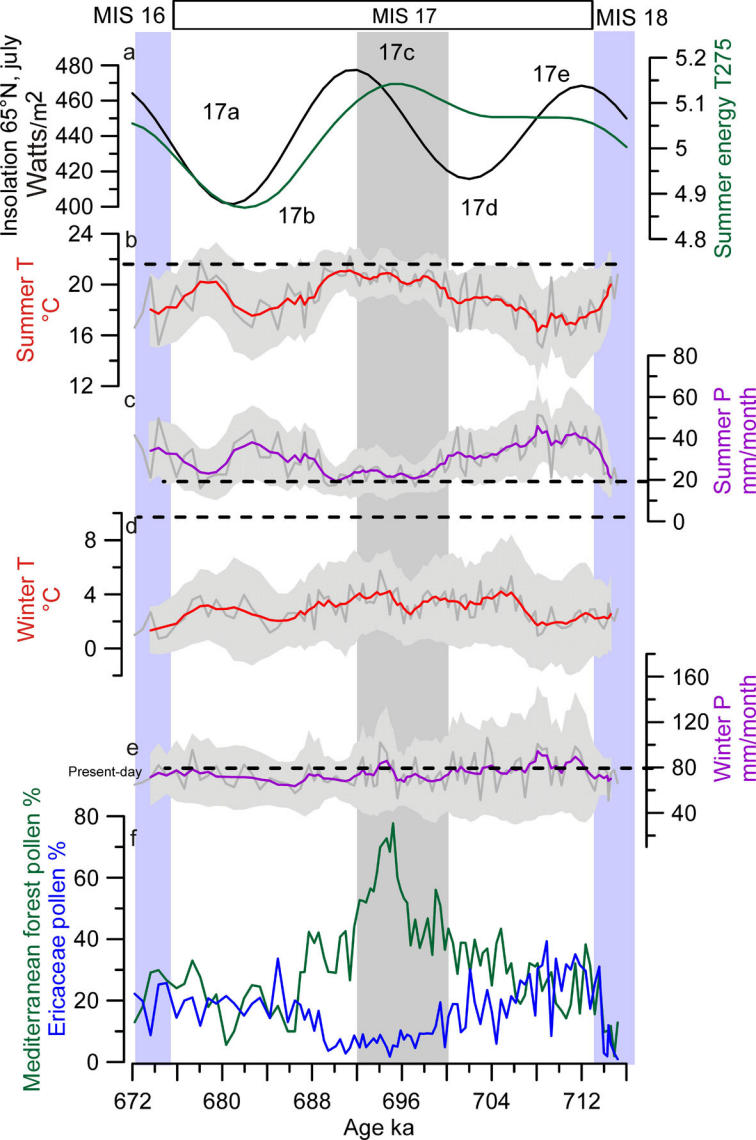 MIS 16
MIS 17
MIS 18
a
17a
17b
17c
17d
17e
Insolation 65°N, july
Watts/m2
480
460
440
420
400
5.2
5.1
5
4.9
4.8
Summer energy T275
b
24
20
16
12
Summer T
°C
c
80
60
40
20
0
Summer P
mm/month
d
8
4
0
Winter T
°C
e
Present-day
160
120
80
40
Winter P
mm/month
f
80
60
40
20
0
Mediterranean forest pollen %
Ericaceae pollen %
672 680 688 696 704 712
Age ka